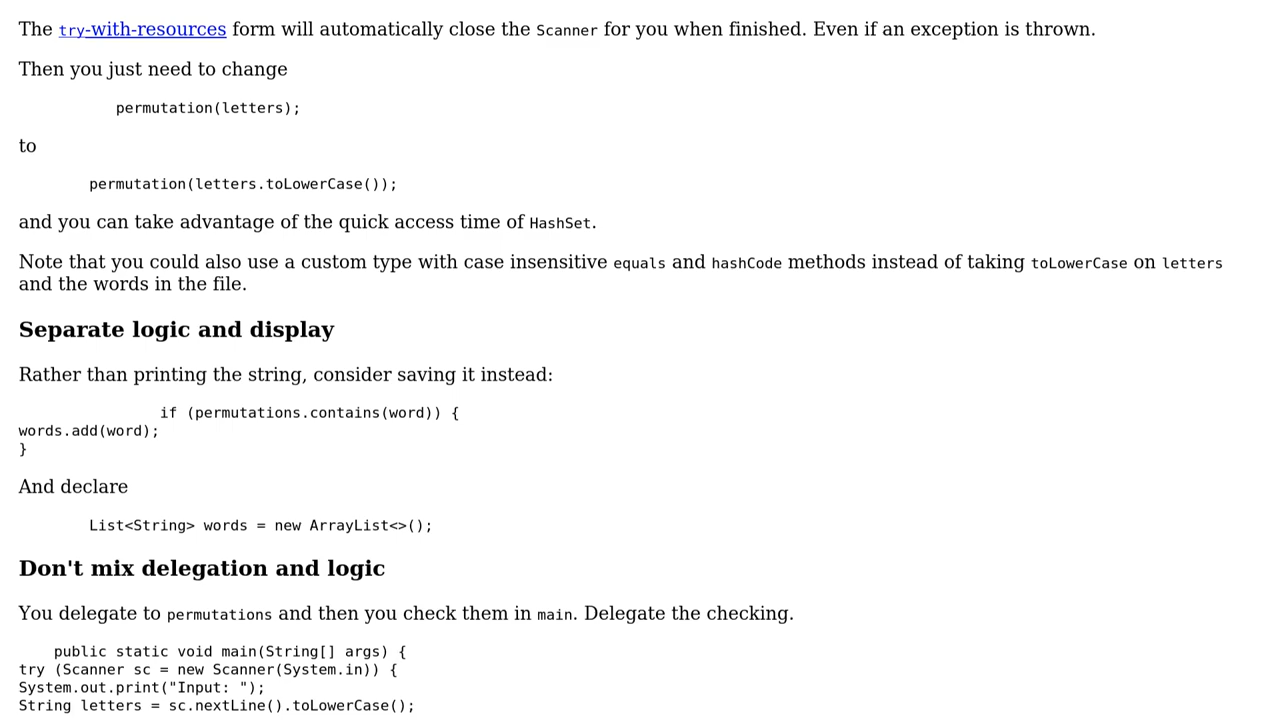 The try-with-resources form will automatically close the Scanner for you when finished. Even if an exception is thrown.
Then you just need to change
permutation(letters);
to
permutation(letters.toLowerCase());
and you can take advantage of the quick access time of HashSet.
Note that you could also use a custom type with case insensitive equals and hashCode methods instead of taking toLowerCase on letters
and the words in the file.
Separate logic and display
Rather than printing the string, consider saving it instead:
if (permutations.contains(word)) {
words.add(word);
}
And declare
List<String> words = new ArrayList<>();
Don't mix delegation and logic
You delegate to permutations and then you check them in main. Delegate the checking.
public static void main(String[] args) {
try (Scanner sc = new Scanner(System.in)) {
System.out.print("Input: ");
String letters = sc.nextLine().toLowerCase();